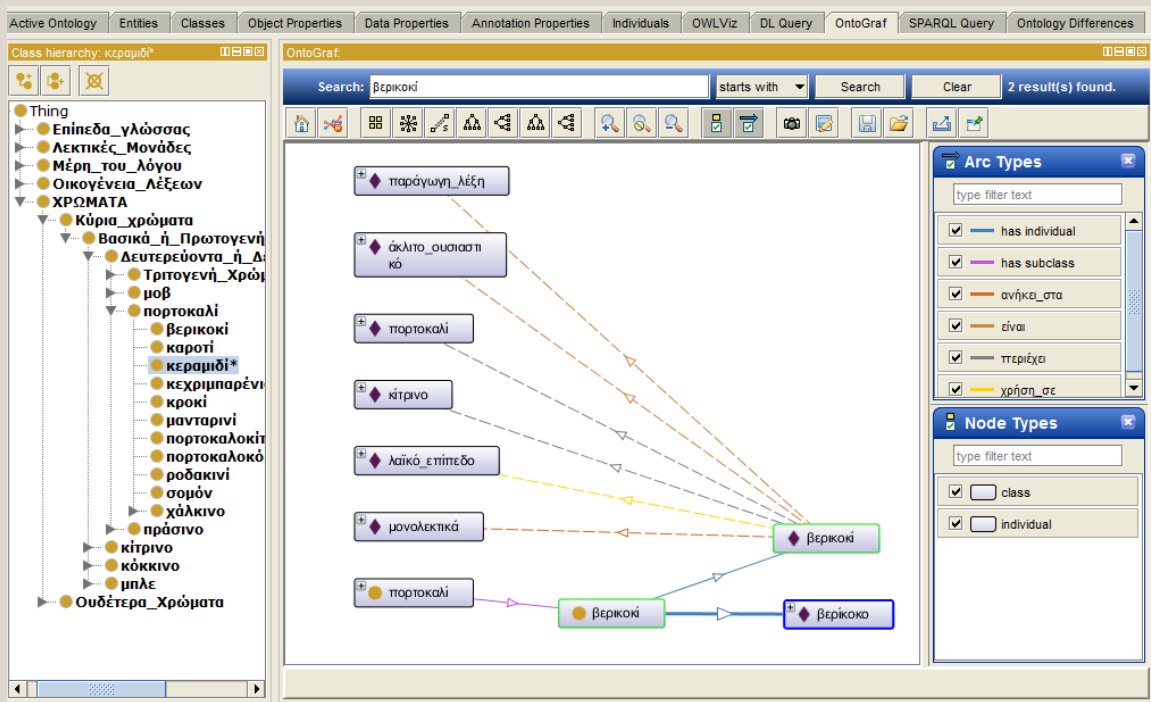 Active Ontology Entities Classes Object Properties Data Properties Annotation Properties Individuals OWLViz DL Query OntoGraf SPARQL Query Ontology Differences
Class hierarchy: κεραμιδί*
Thing
Επίπεδα_γλώσσας
Λεκτικές_Μονάδες
Μέρη_του_λόγου
Οικογένεια_Λέξεων
ΧΡΩΜΑΤΑ
Κύρια_χρώματα
Βασικά_ή_Πρωτογενή
Δευτερεύοντα_ή_Δε
Τριτογενή_Χρώμ
μοβ
πορτοκαλί
βερικοκί
καροτί
κεραμιδί*
κεχριμπαρένι
κροκί
μανταρινί
πορτοκαλοκίτ
πορτοκαλοκό
ροδακινί
σομόν
χάλκινο
πράσινο
κίτρινο
κόκκινο
μπλε
Ουδέτερα_Χρώματα
OntoGraf:
Search: βερικοκί starts with Search Clear 2 result(s) found.
παράγωγη_λέξη
άκλιτο_ουσιαστι
κό
πορτοκαλί
κίτρινο
λαϊκό_επίπεδο
μονολεκτικά
βερικοκί
πορτοκαλί
βερικοκί
βερίκοκο
Arc Types
type filter text
has individual
has subclass
ανήκει_στα
είναι
περιέχει
χρήση_σε
Node Types
type filter text
class
individual